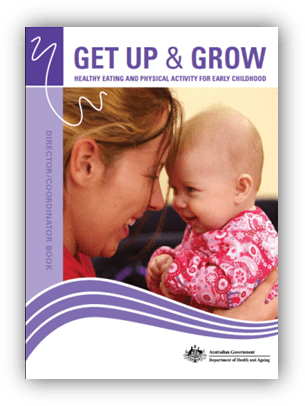 GET UP & GROW
HEALTHY EATING AND PHYSICAL ACTIVITY FOR EARLY CHILDHOOD
DIRECTOR/COORDINATOR BOOK
Australian Government
Department of Health and Ageing